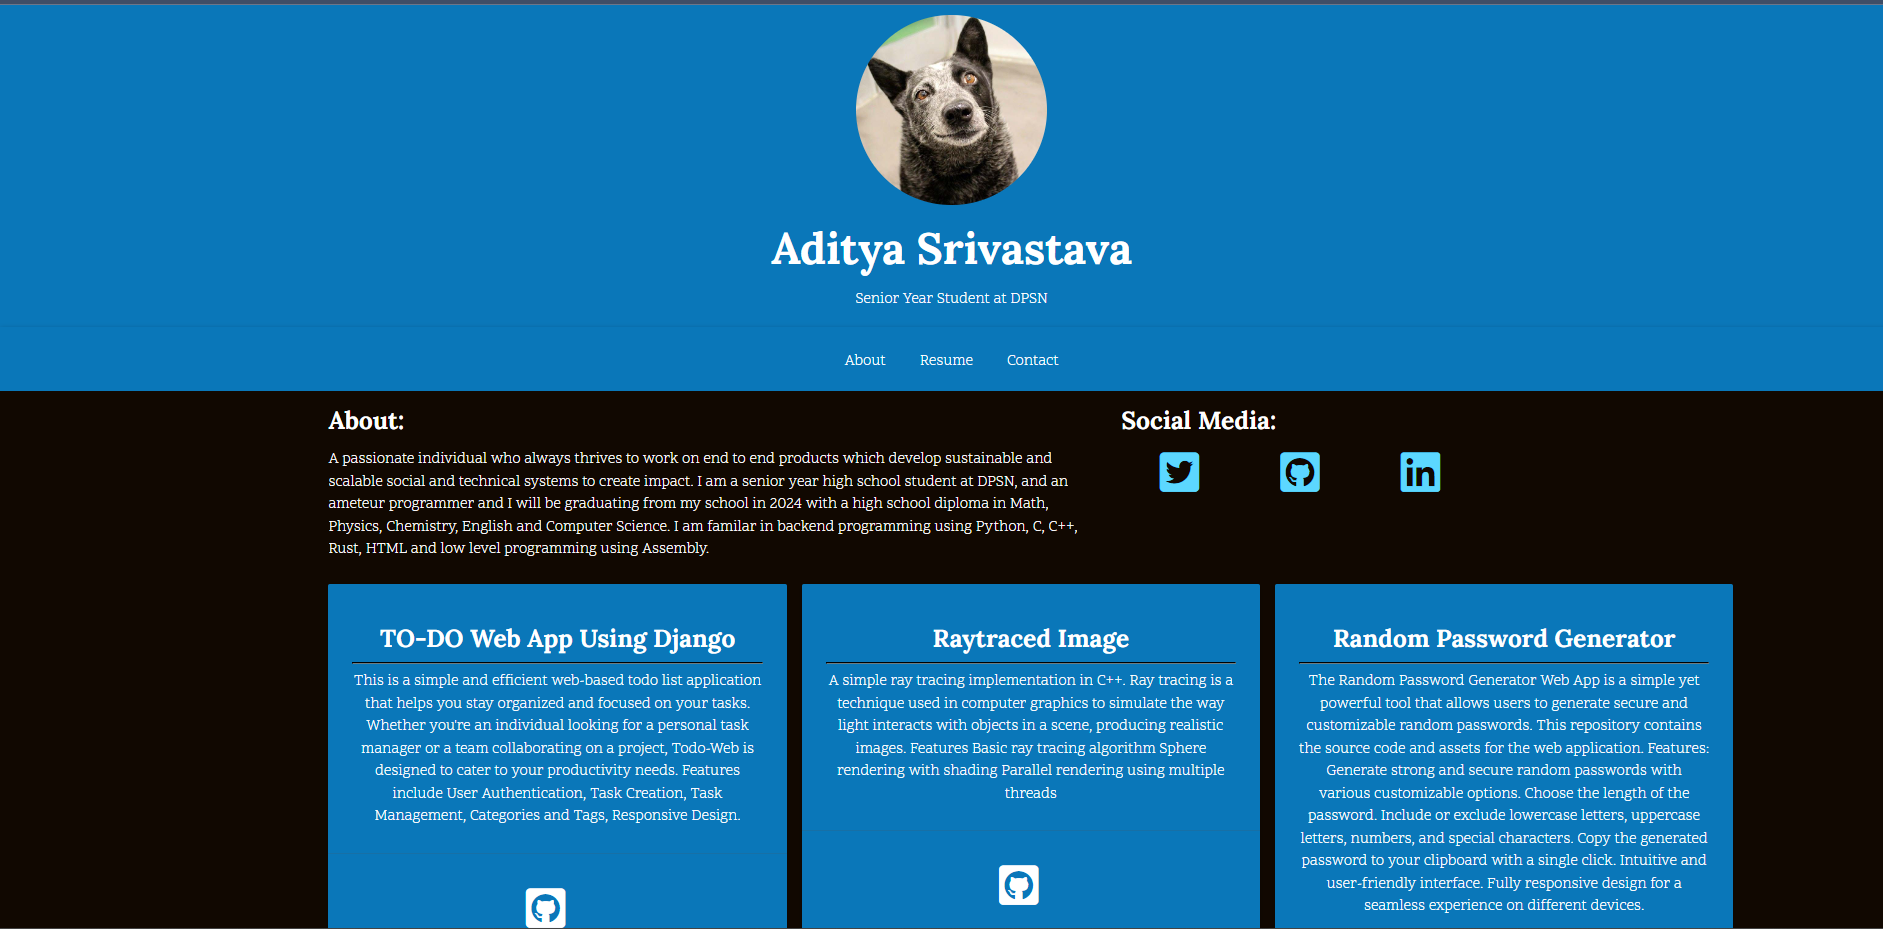 Aditya Srivastava
Senior Year Student at DPSN
About
Resume
Contact
About:
A passionate individual who always thrives to work on end to end products which develop sustainable and
scalable social and technical systems to create impact. I am a senior year high school student at DPSN, and an
ameteur programmer and I will be graduating from my school in 2024 with a high school diploma in Math,
Physics, Chemistry, English and Computer Science. I am familar in backend programming using Python, C, C++,
Rust, HTML and low level programming using Assembly.
Social Media:
in
TO-DO Web App Using Django
This is a simple and efficient web-based todo list application
that helps you stay organized and focused on your tasks.
Whether you're an individual looking for a personal task
manager or a team collaborating on a project, Todo-Web is
designed to cater to your productivity needs. Features
include User Authentication, Task Creation, Task
Management, Categories and Tags, Responsive Design.
Raytraced Image
A simple ray tracing implementation in C++. Ray tracing is a
technique used in computer graphics to simulate the way
light interacts with objects in a scene, producing realistic
images. Features Basic ray tracing algorithm Sphere
rendering with shading Parallel rendering using multiple
threads
Random Password Generator
The Random Password Generator Web App is a simple yet
powerful tool that allows users to generate secure and
customizable random passwords. This repository contains
the source code and assets for the web application. Features:
Generate strong and secure random passwords with
various customizable options. Choose the length of the
password. Include or exclude lowercase letters, uppercase
letters, numbers, and special characters. Copy the generated
password to your clipboard with a single click. Intuitive and
user-friendly interface. Fully responsive design for a
seamless experience on different devices.